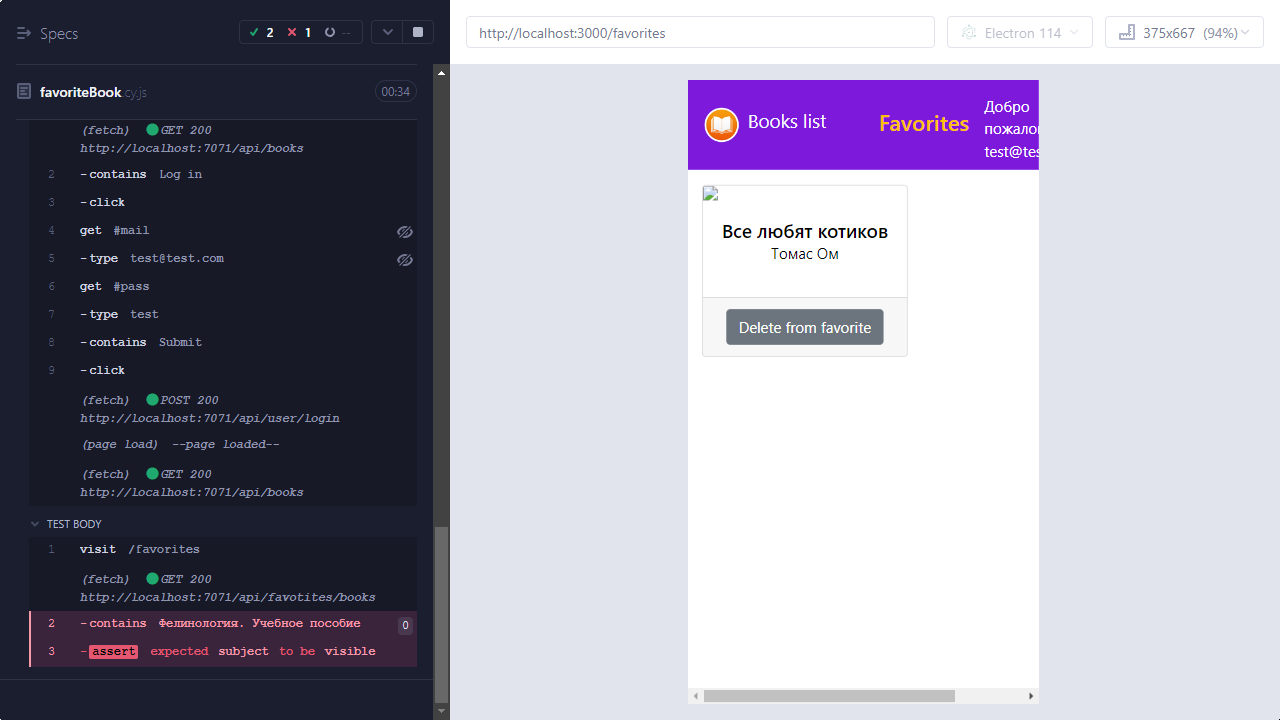 Specs
2
1
--
favoriteBook.cy.js
00:34
(fetch) GET 200
http://localhost:7071/api/books
2 -contains Log in
3 -click
4 get #mail
5 -type test@test.com
6 get #pass
7 -type test
8 -contains Submit
9 -click
(fetch) POST 200
http://localhost:7071/api/user/login
(page load) --page loaded--
(fetch) GET 200
http://localhost:7071/api/books
TEST BODY
1 visit /favorites
(fetch) GET 200
http://localhost:7071/api/favotites/books
2 -contains Фелинология. Учебное пособие 0
3 -assert expected subject to be visible
http://localhost:3000/favorites
Electron 114
375x667 (94%)
Books list
Favorites
Добро
пожалов
test@tes
Все любят котиков
Томас Ом
Delete from favorite